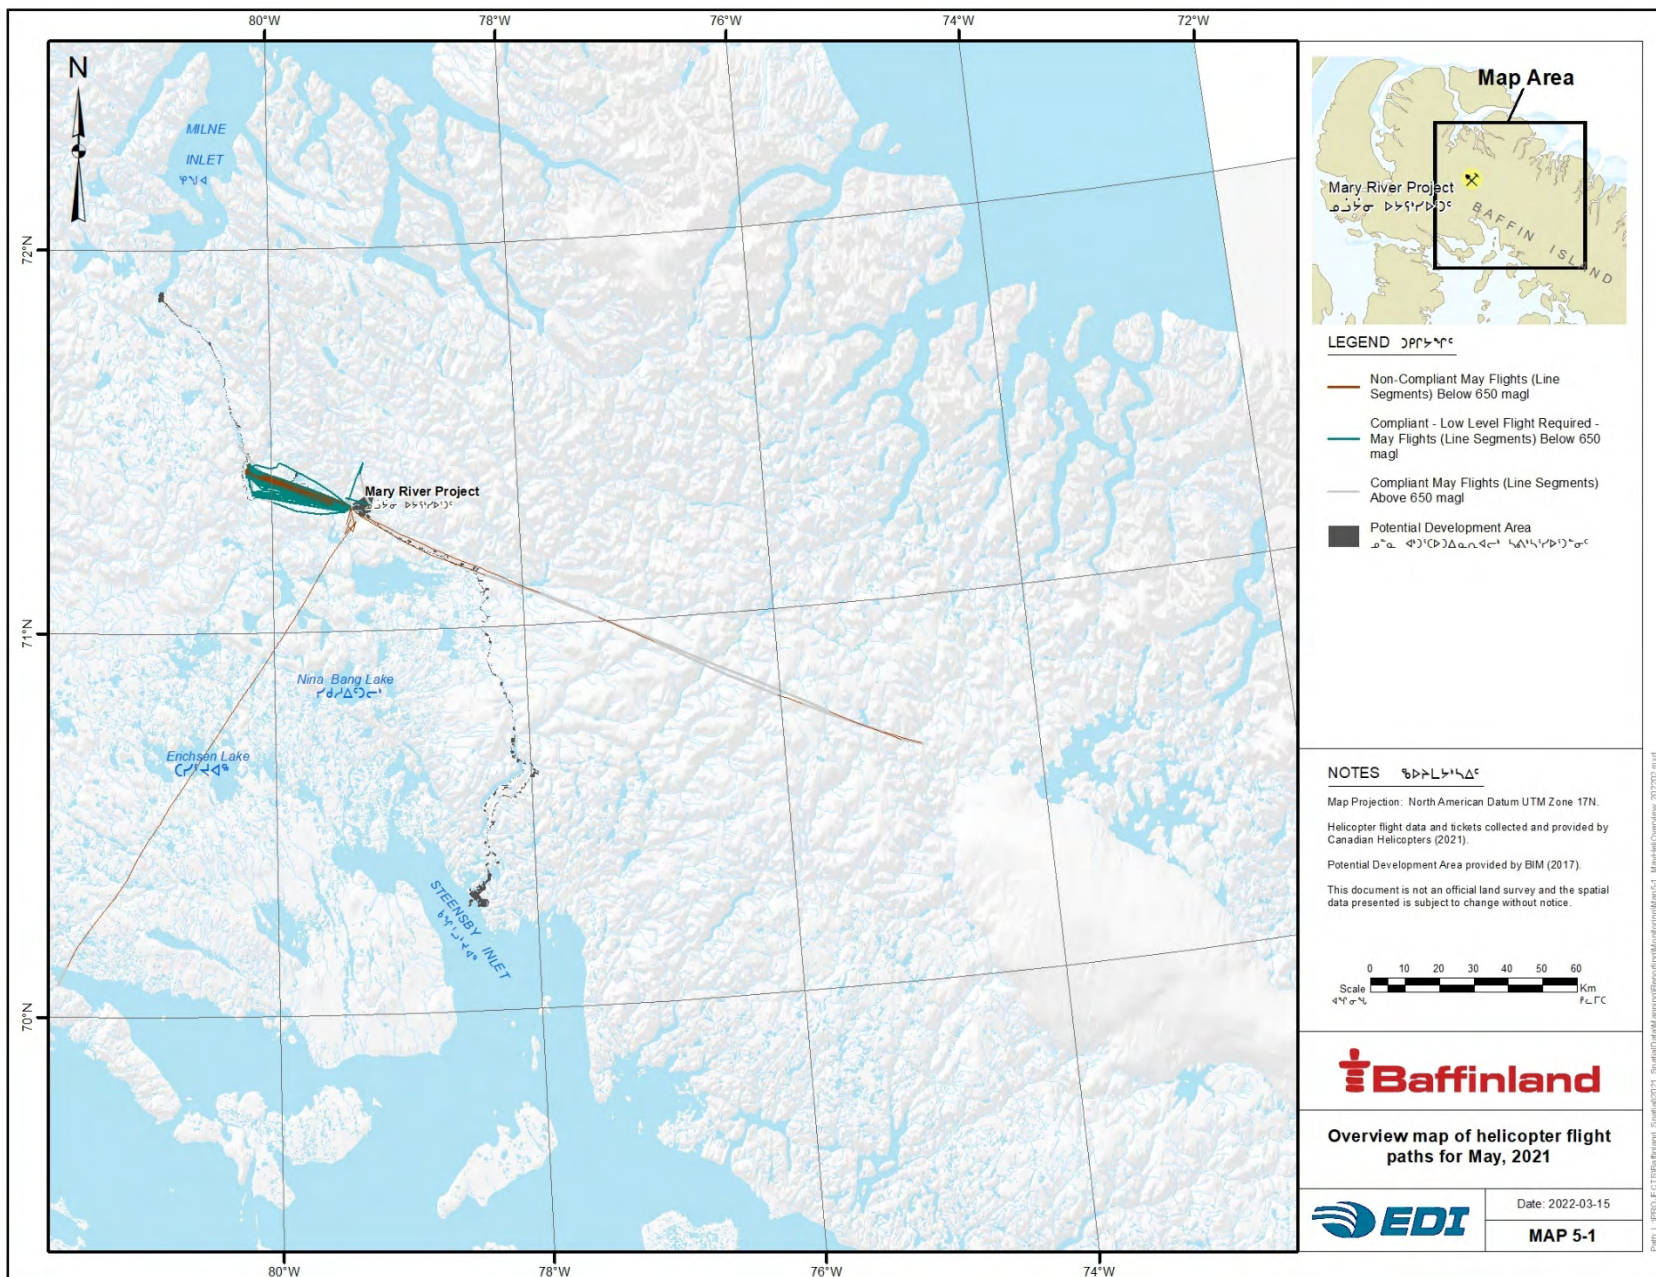 80°W
78°W
76°W
74°W
72°W
N
MILNE
INLET
72°N
Mary River Project
71°N
Nina Bang Lake
Erichsen Lake
STEENSBY INLET
70°N
80°W
78°W
76°W
74°W
Map Area
Mary River Project
BAFFIN ISLAND
LEGEND
Non-Compliant May Flights (Line
Segments) Below 650 magl
Compliant - Low Level Flight Required -
May Flights (Line Segments) Below 650
magl
Compliant May Flights (Line Segments)
Above 650 magl
Potential Development Area
NOTES
Map Projection: North American Datum UTM Zone 17N.
Helicopter flight data and tickets collected and provided by
Canadian Helicopters (2021).
Potential Development Area provided by BIM (2017).
This document is not an official land survey and the spatial
data presented is subject to change without notice.
0 10 20 30 40 50 60
Scale
Km
Baffinland
Overview map of helicopter flight
paths for May, 2021
EDI
Date: 2022-03-15
MAP 5-1